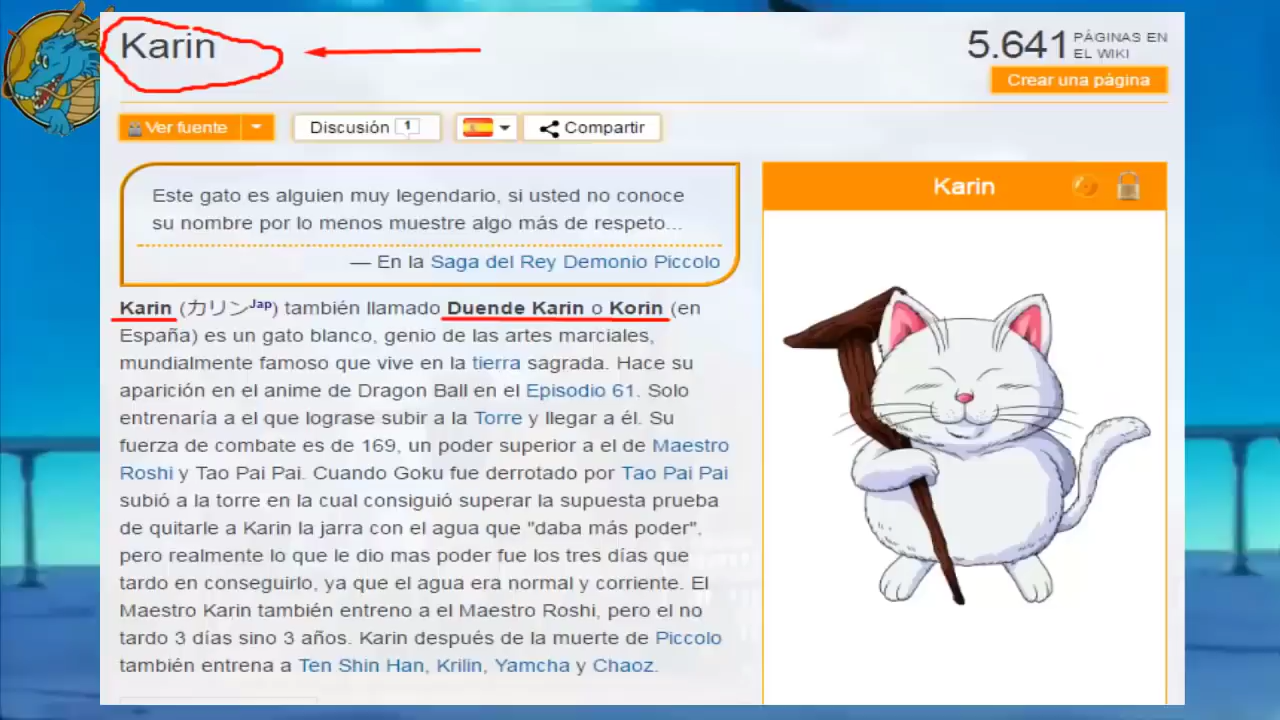 Karin
5.641 PÁGINAS EN
EL WIKI
Crear una página
Ver fuente
Discusión 1
Compartir
Este gato es alguien muy legendario, si usted no conoce
su nombre por lo menos muestre algo más de respeto...
— En la Saga del Rey Demonio Piccolo
Karin (カリンJap) también llamado Duende Karin o Korin (en
España) es un gato blanco, genio de las artes marciales,
mundialmente famoso que vive en la tierra sagrada. Hace su
aparición en el anime de Dragon Ball en el Episodio 61. Solo
entrenaría a el que lograse subir a la Torre y llegar a él. Su
fuerza de combate es de 169, un poder superior a el de Maestro
Roshi y Tao Pai Pai. Cuando Goku fue derrotado por Tao Pai Pai
subió a la torre en la cual consiguió superar la supuesta prueba
de quitarle a Karin la jarra con el agua que "daba más poder",
pero realmente lo que le dio mas poder fue los tres días que
tardo en conseguirlo, ya que el agua era normal y corriente. El
Maestro Karin también entreno a el Maestro Roshi, pero el no
tardo 3 días sino 3 años. Karin después de la muerte de Piccolo
también entrena a Ten Shin Han, Krilin, Yamcha y Chaoz.
Karin